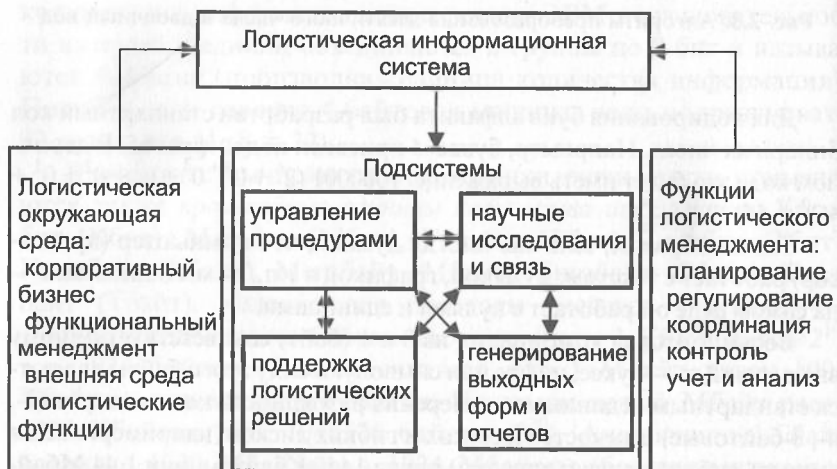 Логистическая информационная
система
Логистическая
окружающая
среда:
корпоративный
бизнес
функциональный
менеджмент
внешняя среда
логистические
функции
Подсистемы
управление
процедурами
научные
исследования
и связь
поддержка
логистических
решений
генерирование
выходных
форм и
отчетов
Функции
логистического
менеджмента:
планирование
регулирование
координация
контроль
учет и анализ